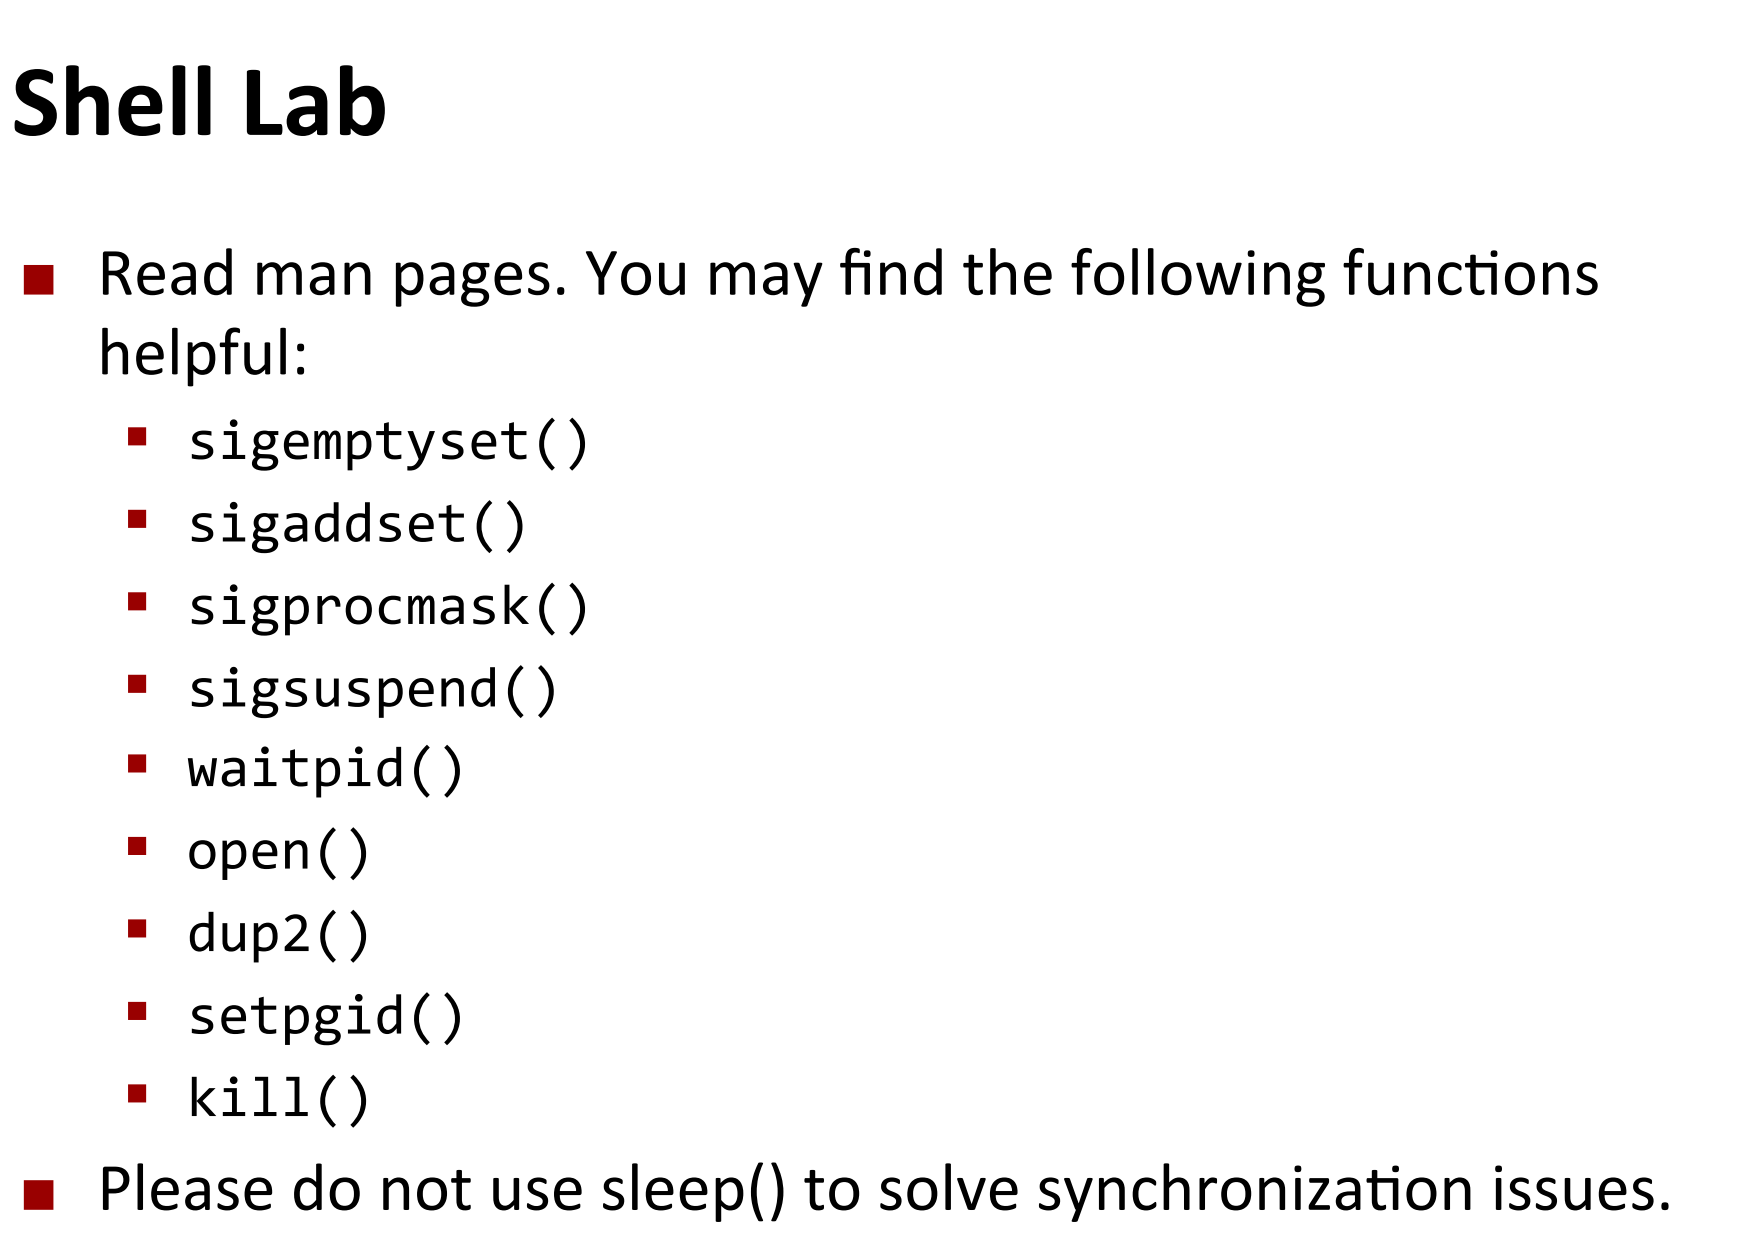 Shell Lab
Read man pages. You may find the following functions
helpful:
sigemptyset()
sigaddset()
sigprocmask()
sigsuspend()
waitpid()
open()
dup2()
setpgid()
kill()
Please do not use sleep() to solve synchronization issues.